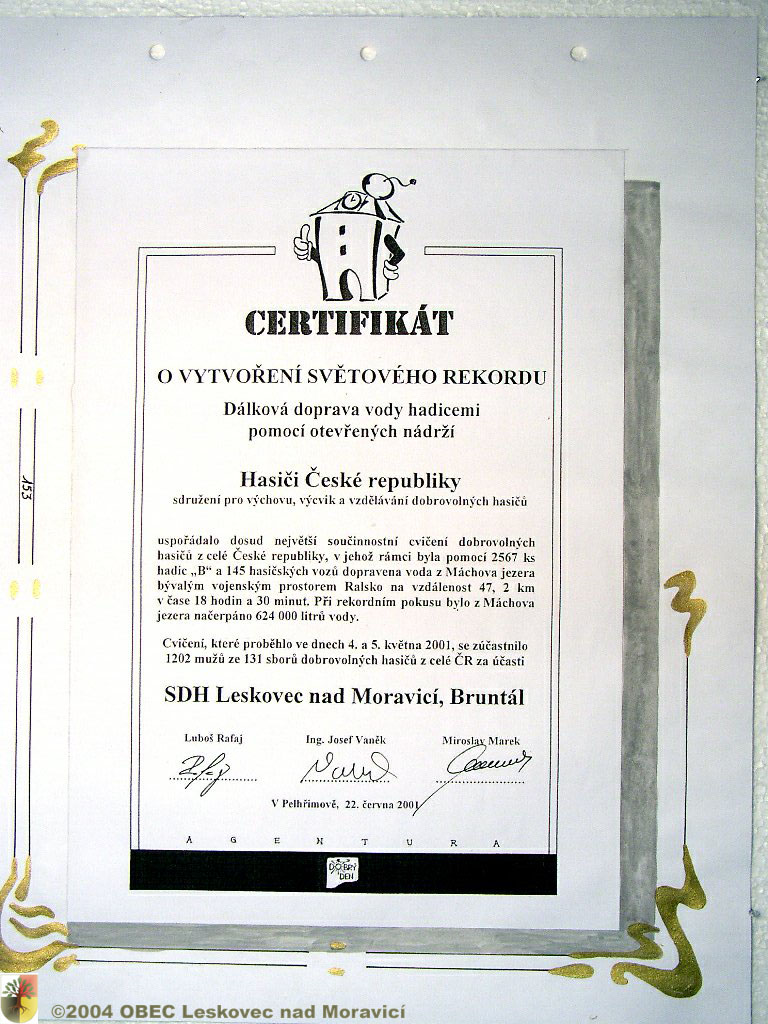 CERTIFIKÁT
O VYTVOŘENÍ SVĚTOVÉHO REKORDU
Dálková doprava vody hadicemi
pomocí otevřených nádrží
Hasiči České republiky
sdružení pro výchovu, výcvik a vzdělávání dobrovolných hasičů
uspořádalo dosud největší součinnostní cvičení dobrovolných
hasičů z celé České republiky, v jehož rámci byla pomocí 2567 ks
hadic „B“ a 145 hasičských vozů dopravena voda z Máchova jezera
bývalým vojenským prostorem Ralsko na vzdálenost 47, 2 km
v čase 18 hodin a 30 minut. Při rekordním pokusu bylo z Máchova
jezera načerpáno 624 000 litrů vody.
Cvičení, které proběhlo ve dnech 4. a 5. května 2001, se zúčastnilo
1202 mužů ze 131 sborů dobrovolných hasičů z celé ČR za účasti
SDH Leskovec nad Moravicí, Bruntál
Luboš Rafaj Ing. Josef Vaněk Miroslav Marek
V Pelhřimově, 22. června 2001
A G E N T U R A
DOBRÝ
DEN
153
©2004 OBEC Leskovec nad Moravicí